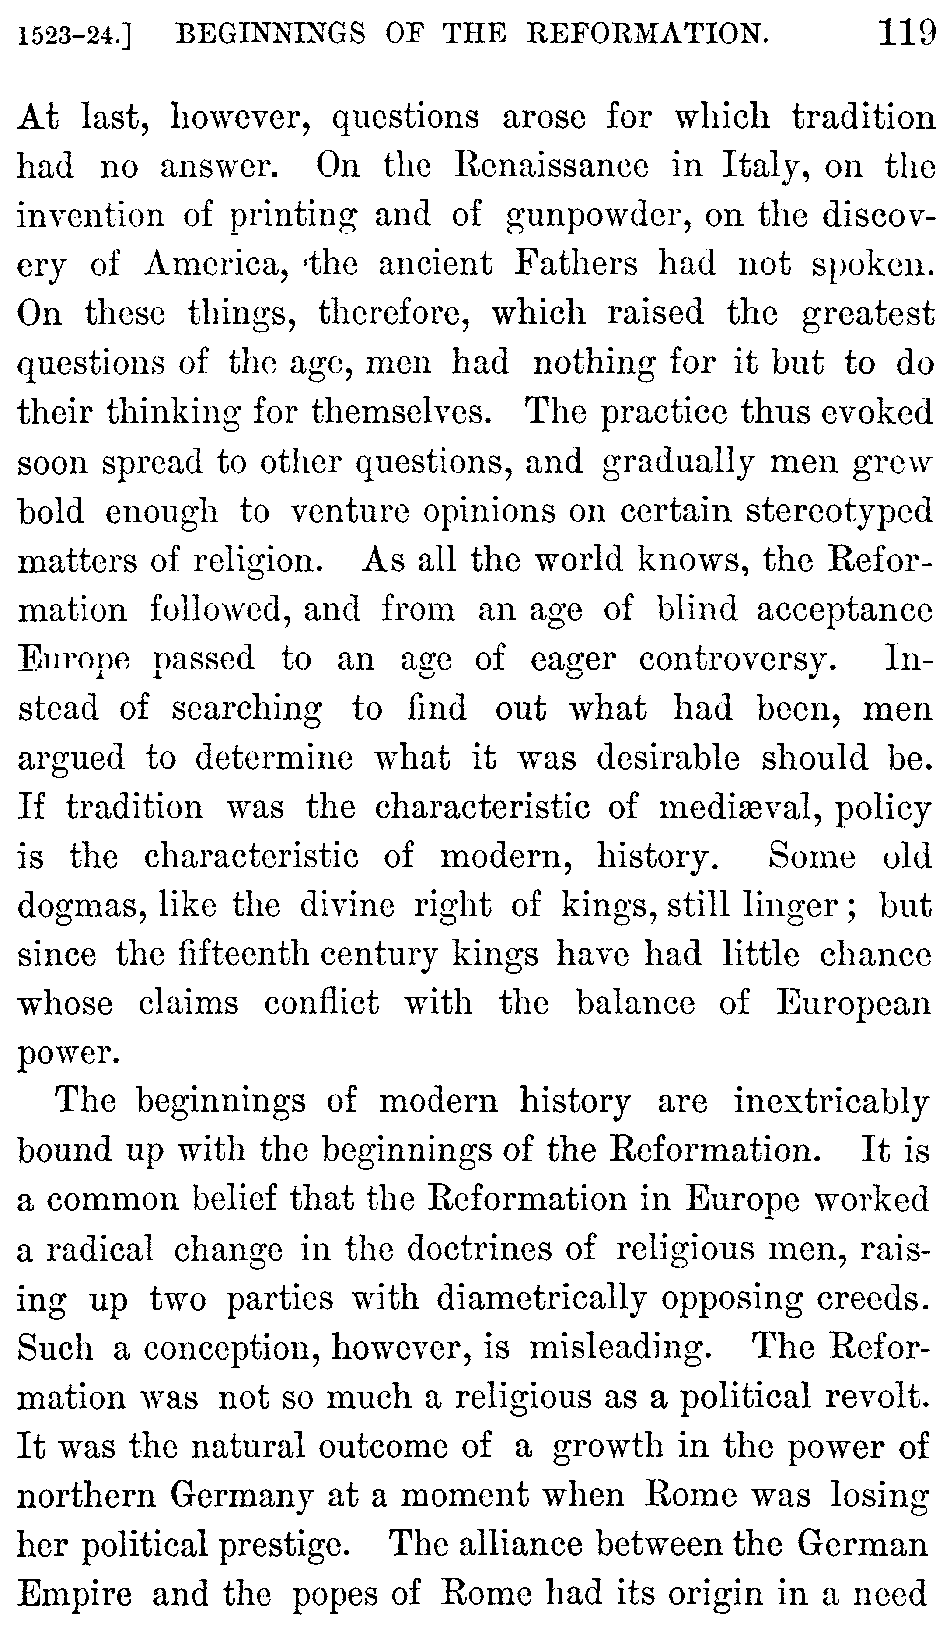 1523–24.] BEGINNINGS OF THE REFORMATION. 119
At last, however, questions arose for which tradition
had no answer. On the Renaissance in Italy, on the
invention of printing and of gunpowder, on the discov-
ery of America, the ancient Fathers had not spoken.
On these things, therefore, which raised the greatest
questions of the age, men had nothing for it but to do
their thinking for themselves. The practice thus evoked
soon spread to other questions, and gradually men grew
bold enough to venture opinions on certain stereotyped
matters of religion. As all the world knows, the Refor-
mation followed, and from an age of blind acceptance
Europe passed to an age of eager controversy. In-
stead of searching to find out what had been, men
argued to determine what it was desirable should be.
If tradition was the characteristic of mediæval, policy
is the characteristic of modern, history. Some old
dogmas, like the divine right of kings, still linger; but
since the fifteenth century kings have had little chance
whose claims conflict with the balance of European
power.
The beginnings of modern history are inextricably
bound up with the beginnings of the Reformation. It is
a common belief that the Reformation in Europe worked
a radical change in the doctrines of religious men, rais-
ing up two parties with diametrically opposing creeds.
Such a conception, however, is misleading. The Refor-
mation was not so much a religious as a political revolt.
It was the natural outcome of a growth in the power of
northern Germany at a moment when Rome was losing
her political prestige. The alliance between the German
Empire and the popes of Rome had its origin in a need